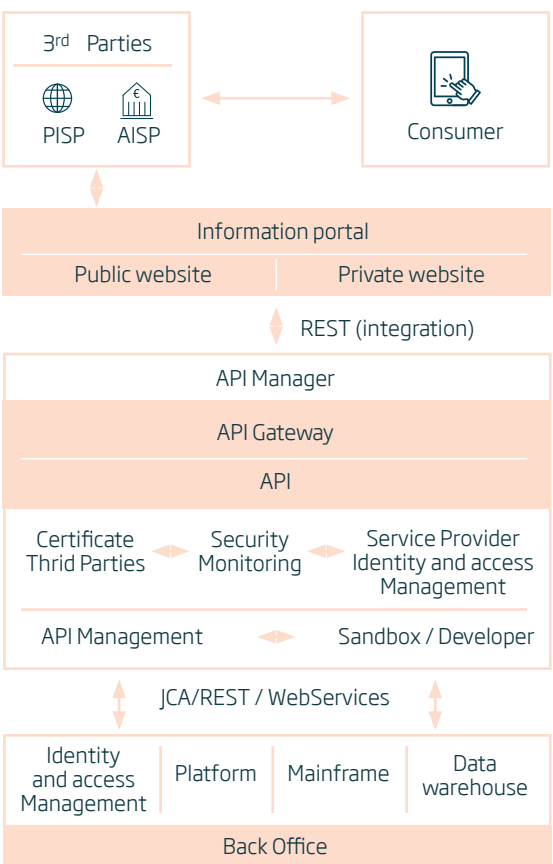 3rd Parties
PISP
AISP
€
Consumer
Information portal
Public website
Private website
REST (integration)
API Manager
API Gateway
API
Certificate
Thrid Parties
Security
Monitoring
Service Provider
Identity and access
Management
API Management
Sandbox / Developer
JCA/REST / WebServices
Identity
and access
Management
Platform
Mainframe
Data
warehouse
Back Office